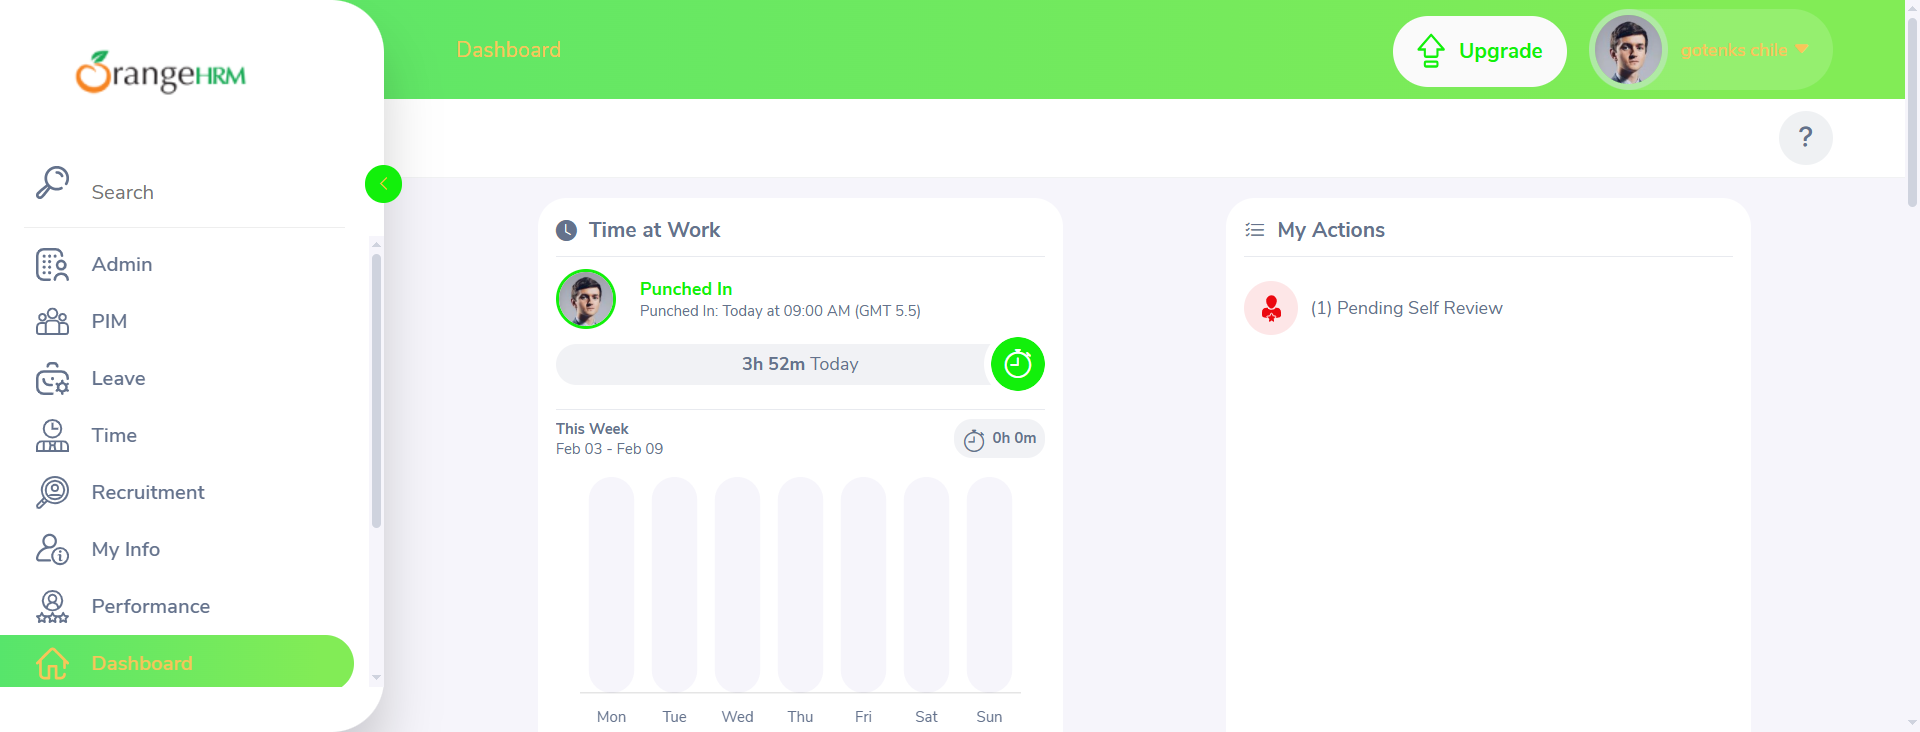 OrangeHRM
Search
Admin
PIM
Leave
Time
Recruitment
My Info
Performance
Dashboard
Dashboard
Upgrade
gotenks chile
?
Time at Work
Punched In
Punched In: Today at 09:00 AM (GMT 5.5)
3h 52m Today
This Week
Feb 03 - Feb 09
0h 0m
Mon Tue Wed Thu Fri Sat Sun
My Actions
(1) Pending Self Review